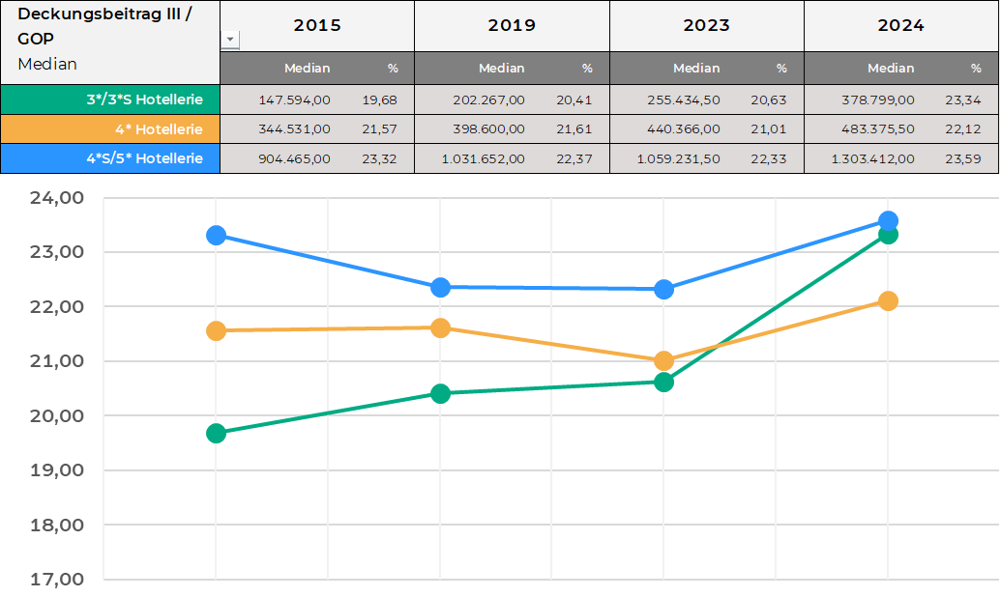 Deckungsbeitrag III /
GOP
Median
2015 2019 2023 2024
Median % Median % Median % Median %
3*/3*S Hotellerie 147.594,00 19,68 202.267,00 20,41 255.434,50 20,63 378.799,00 23,34
4* Hotellerie 344.531,00 21,57 398.600,00 21,61 440.366,00 21,01 483.375,50 22,12
4*S/5* Hotellerie 904.465,00 23,32 1.031.652,00 22,37 1.059.231,50 22,33 1.303.412,00 23,59
24,00
23,00
22,00
21,00
20,00
19,00
18,00
17,00